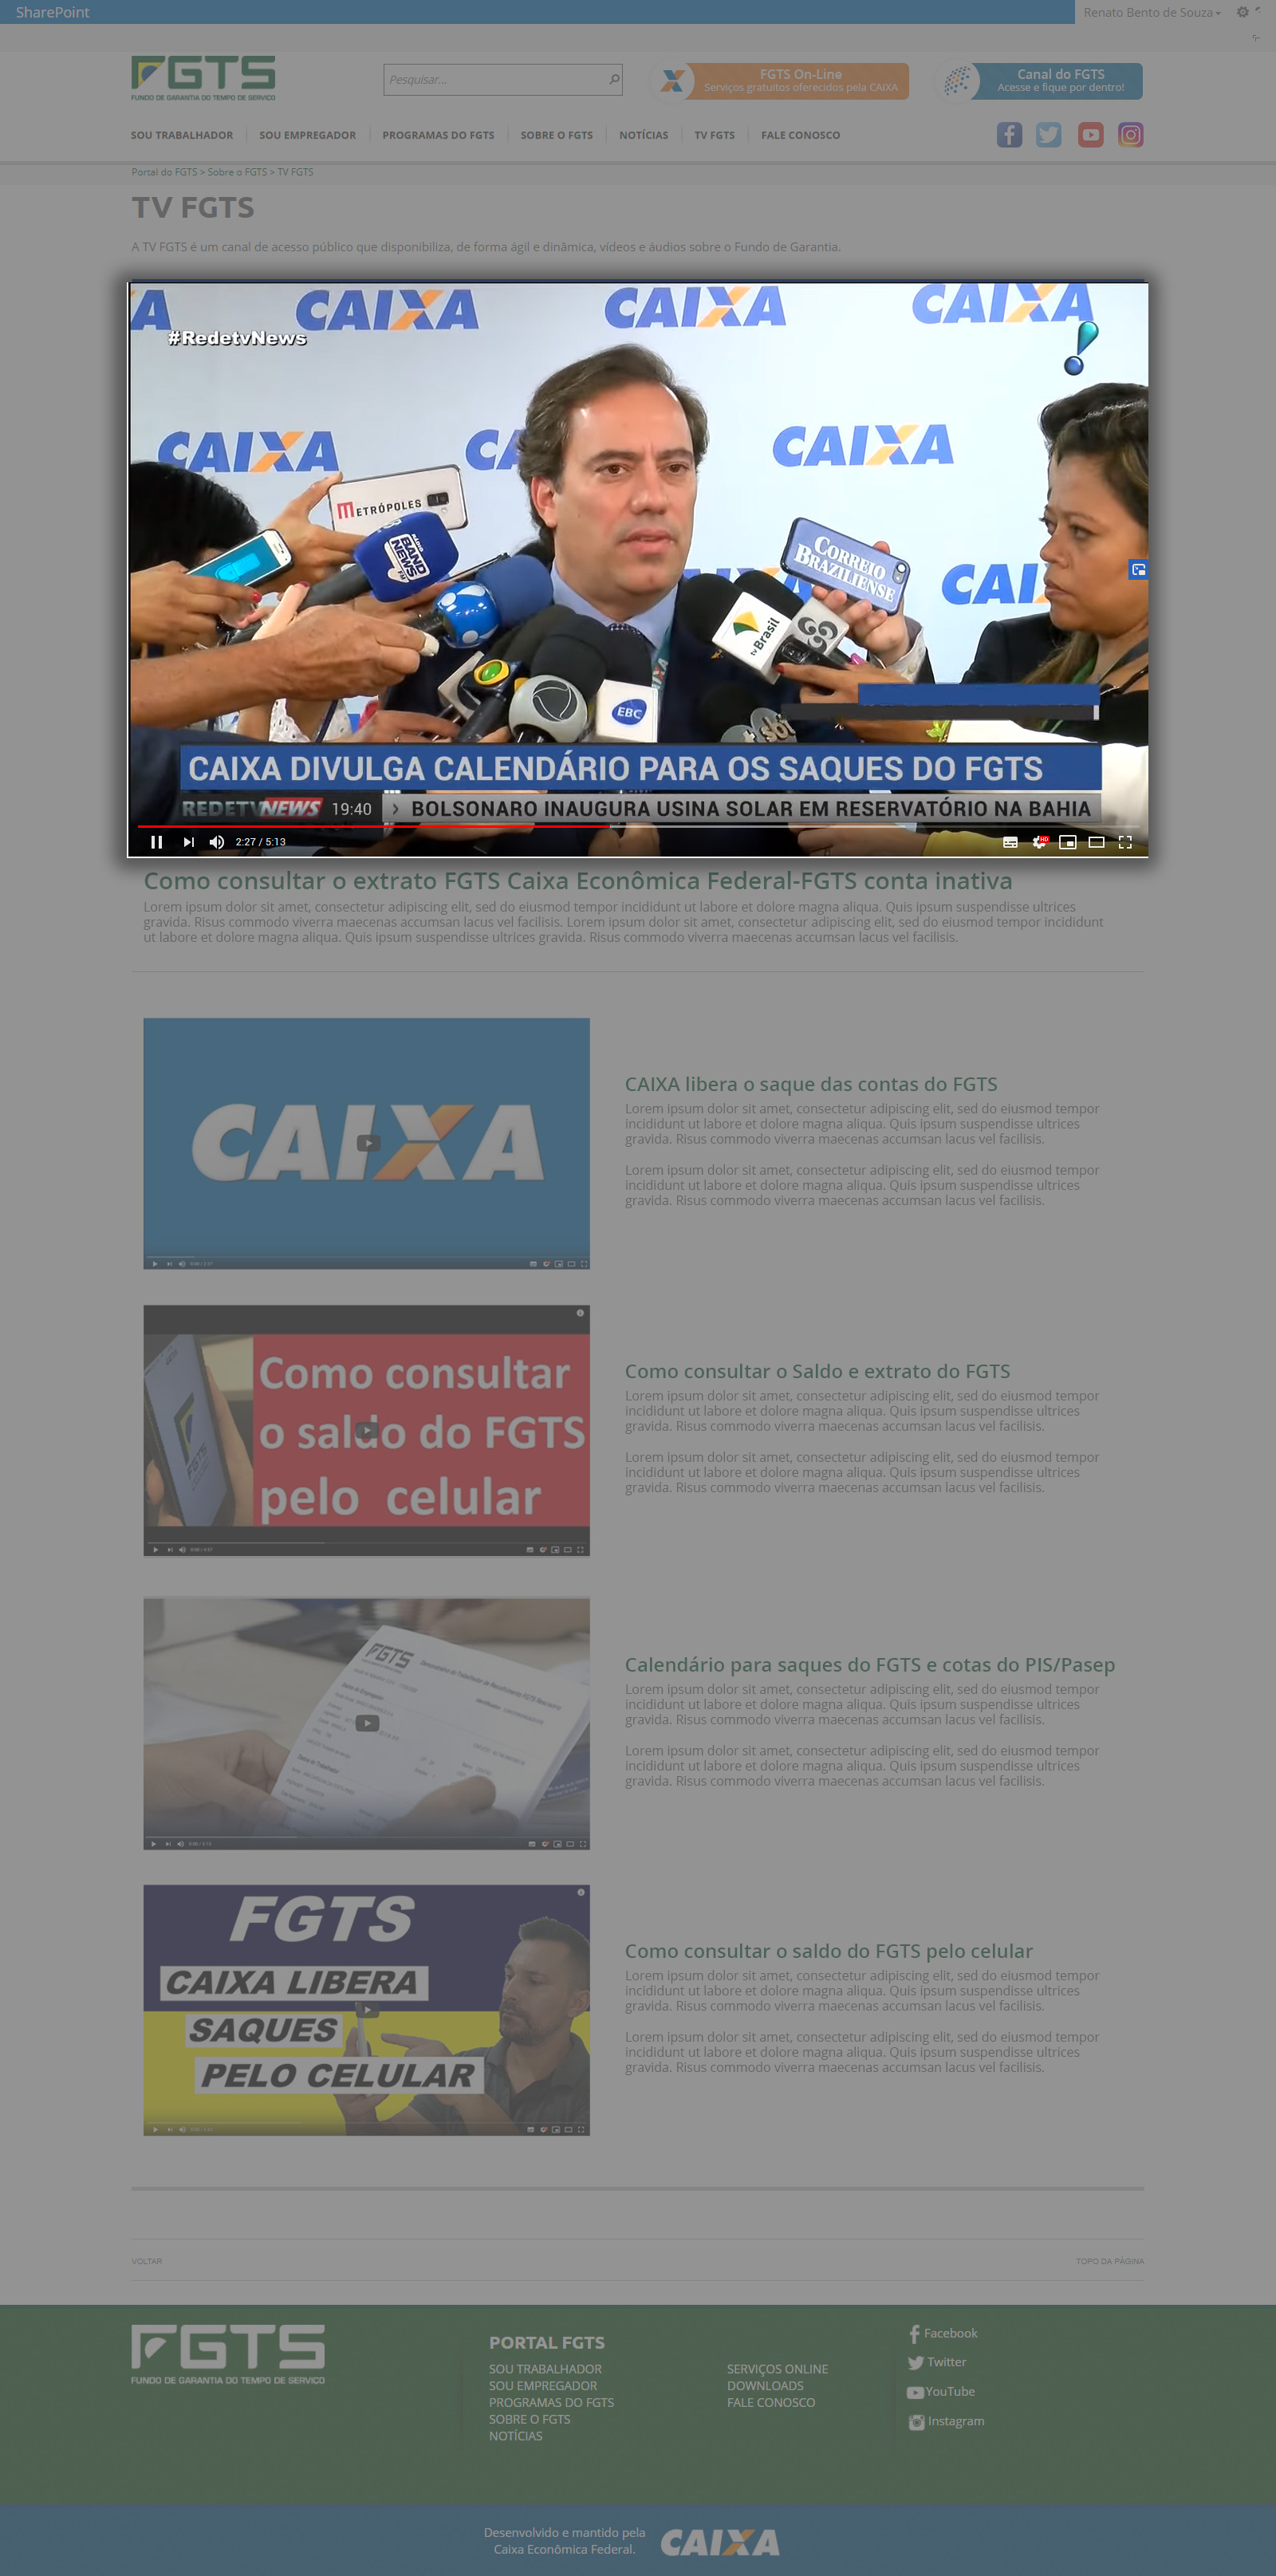 SharePoint
Renato Bento de Souza
FGTS
FUNDO DE GARANTIA DO TEMPO DE SERVIÇO
Pesquisar...
FGTS On-Line
Serviços gratuitos oferecidos pela CAIXA
Canal do FGTS
Acesse e fique por dentro!
SOU TRABALHADOR
SOU EMPREGADOR
PROGRAMAS DO FGTS
SOBRE O FGTS
NOTÍCIAS
TV FGTS
FALE CONOSCO
Portal do FGTS > Sobre o FGTS > TV FGTS
TV FGTS
A TV FGTS é um canal de acesso público que disponibiliza, de forma ágil e dinâmica, vídeos e áudios sobre o Fundo de Garantia.
CAIXA CAIXA CAIXA
#RedetvNews
CAIXA CAIXA
METRÓPOLES
BAND NEWS FM
CORREIO BRAZILIENSE
tv Brasil
EBC
sbt
CAIXA DIVULGA CALENDÁRIO PARA OS SAQUES DO FGTS
REDETV NEWS 19:40 > BOLSONARO INAUGURA USINA SOLAR EM RESERVATÓRIO NA BAHIA
2:27 / 5:13
HD
Como consultar o extrato FGTS Caixa Econômica Federal-FGTS conta inativa
Lorem ipsum dolor sit amet, consectetur adipiscing elit, sed do eiusmod tempor incididunt ut labore et dolore magna aliqua. Quis ipsum suspendisse ultrices
gravida. Risus commodo viverra maecenas accumsan lacus vel facilisis. Lorem ipsum dolor sit amet, consectetur adipiscing elit, sed do eiusmod tempor incididunt
ut labore et dolore magna aliqua. Quis ipsum suspendisse ultrices gravida. Risus commodo viverra maecenas accumsan lacus vel facilisis.
CAIXA
CAIXA libera o saque das contas do FGTS
Lorem ipsum dolor sit amet, consectetur adipiscing elit, sed do eiusmod tempor
incididunt ut labore et dolore magna aliqua. Quis ipsum suspendisse ultrices
gravida. Risus commodo viverra maecenas accumsan lacus vel facilisis.
Lorem ipsum dolor sit amet, consectetur adipiscing elit, sed do eiusmod tempor
incididunt ut labore et dolore magna aliqua. Quis ipsum suspendisse ultrices
gravida. Risus commodo viverra maecenas accumsan lacus vel facilisis.
Como consultar
o saldo do FGTS
pelo celular
Como consultar o Saldo e extrato do FGTS
Lorem ipsum dolor sit amet, consectetur adipiscing elit, sed do eiusmod tempor
incididunt ut labore et dolore magna aliqua. Quis ipsum suspendisse ultrices
gravida. Risus commodo viverra maecenas accumsan lacus vel facilisis.
Lorem ipsum dolor sit amet, consectetur adipiscing elit, sed do eiusmod tempor
incididunt ut labore et dolore magna aliqua. Quis ipsum suspendisse ultrices
gravida. Risus commodo viverra maecenas accumsan lacus vel facilisis.
FGTS
Calendário para saques do FGTS e cotas do PIS/Pasep
Lorem ipsum dolor sit amet, consectetur adipiscing elit, sed do eiusmod tempor
incididunt ut labore et dolore magna aliqua. Quis ipsum suspendisse ultrices
gravida. Risus commodo viverra maecenas accumsan lacus vel facilisis.
Lorem ipsum dolor sit amet, consectetur adipiscing elit, sed do eiusmod tempor
incididunt ut labore et dolore magna aliqua. Quis ipsum suspendisse ultrices
gravida. Risus commodo viverra maecenas accumsan lacus vel facilisis.
FGTS
CAIXA LIBERA
SAQUES
PELO CELULAR
Como consultar o saldo do FGTS pelo celular
Lorem ipsum dolor sit amet, consectetur adipiscing elit, sed do eiusmod tempor
incididunt ut labore et dolore magna aliqua. Quis ipsum suspendisse ultrices
gravida. Risus commodo viverra maecenas accumsan lacus vel facilisis.
Lorem ipsum dolor sit amet, consectetur adipiscing elit, sed do eiusmod tempor
incididunt ut labore et dolore magna aliqua. Quis ipsum suspendisse ultrices
gravida. Risus commodo viverra maecenas accumsan lacus vel facilisis.
VOLTAR
TOPO DA PÁGINA
FGTS
FUNDO DE GARANTIA DO TEMPO DE SERVIÇO
PORTAL FGTS
SOU TRABALHADOR
SOU EMPREGADOR
PROGRAMAS DO FGTS
SOBRE O FGTS
NOTÍCIAS
SERVIÇOS ONLINE
DOWNLOADS
FALE CONOSCO
Facebook
Twitter
YouTube
Instagram
Desenvolvido e mantido pela
Caixa Econômica Federal.
CAIXA